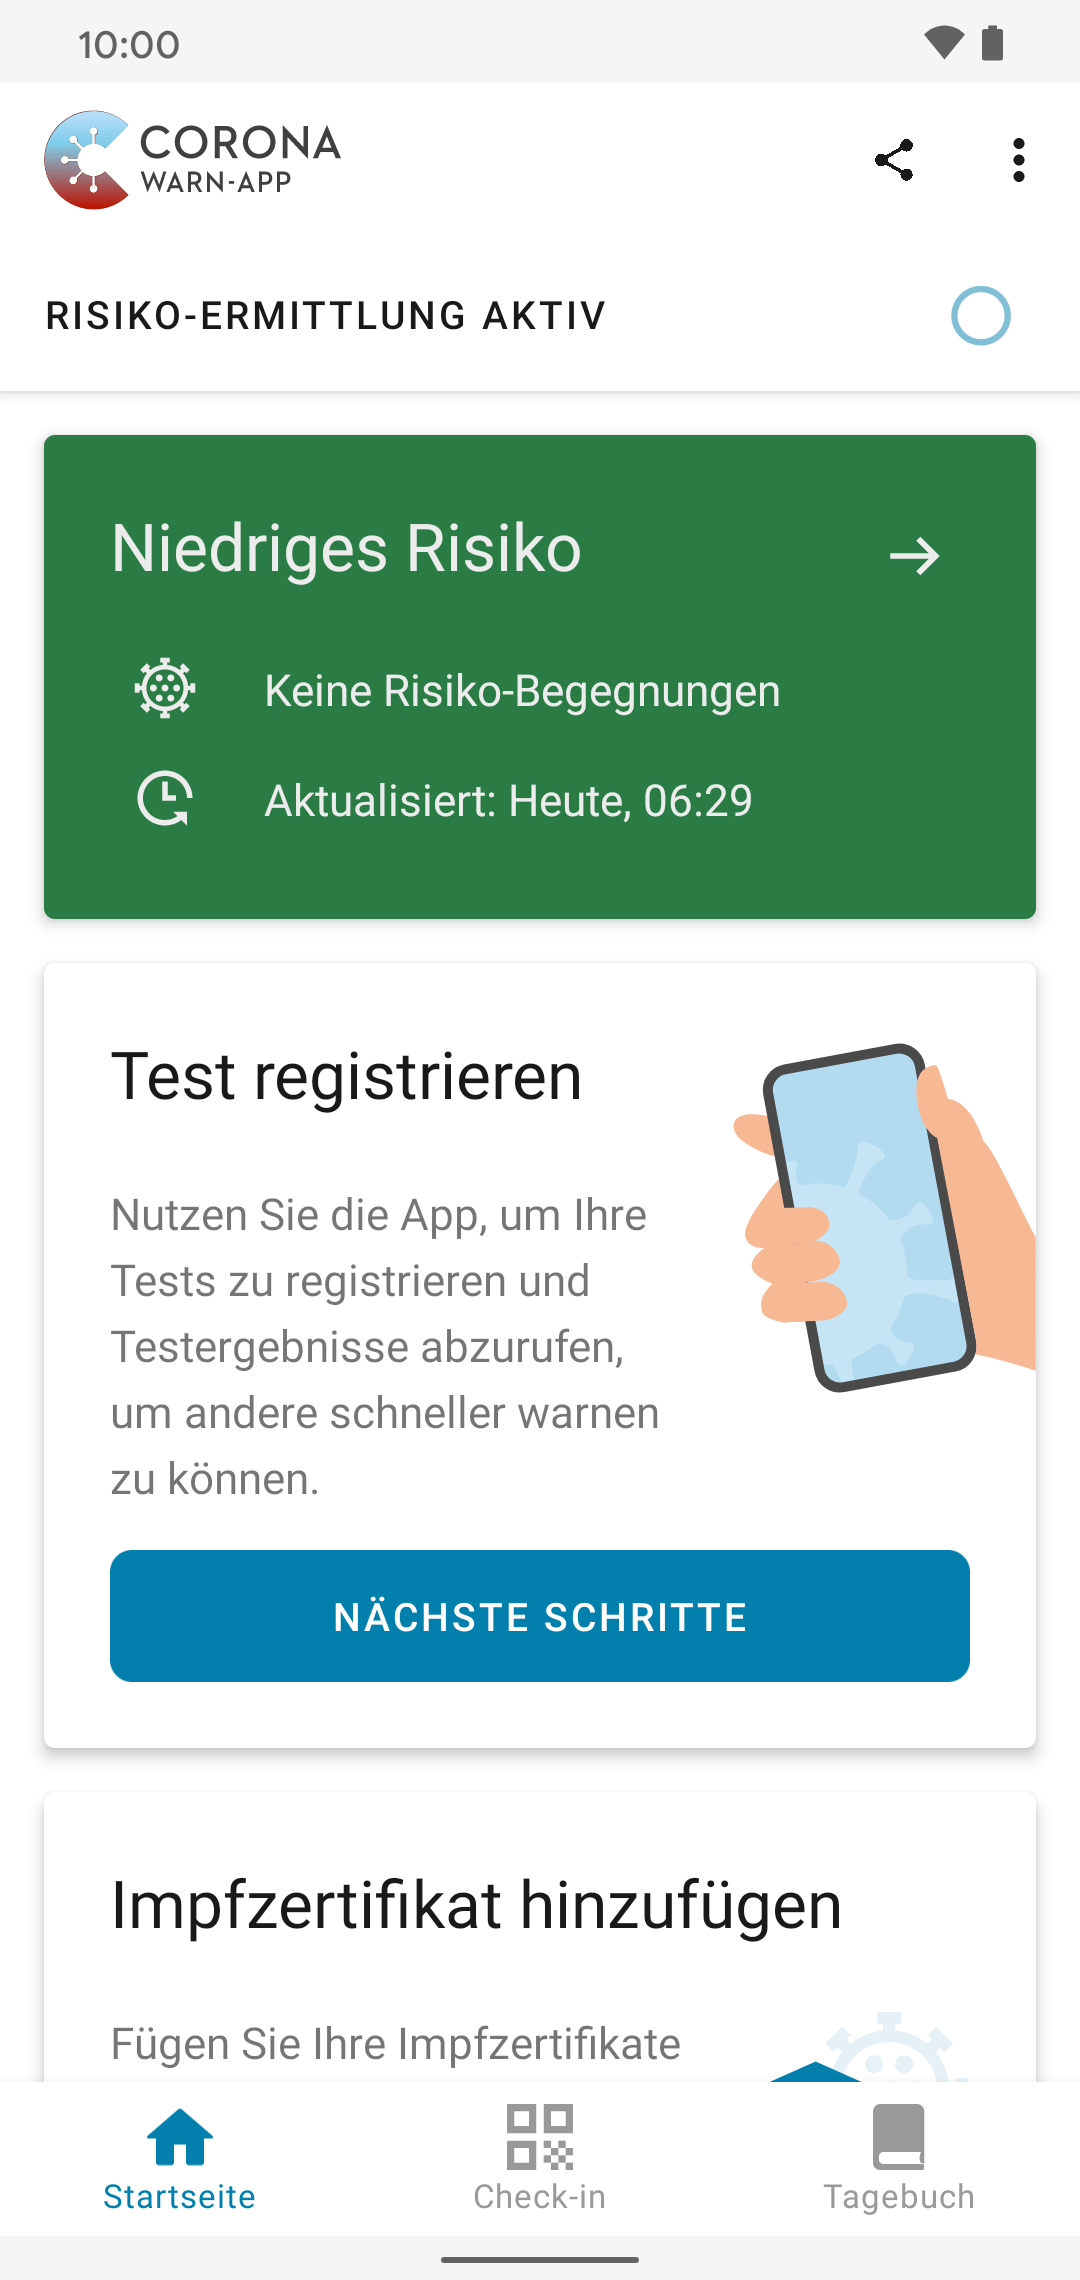 10:00
CORONA
WARN-APP
RISIKO-ERMITTLUNG AKTIV
Niedriges Risiko
Keine Risiko-Begegnungen
Aktualisiert: Heute, 06:29
Test registrieren
Nutzen Sie die App, um Ihre
Tests zu registrieren und
Testergebnisse abzurufen,
um andere schneller warnen
zu können.
NÄCHSTE SCHRITTE
Impfzertifikat hinzufügen
Fügen Sie Ihre Impfzertifikate
Startseite
Check-in
Tagebuch